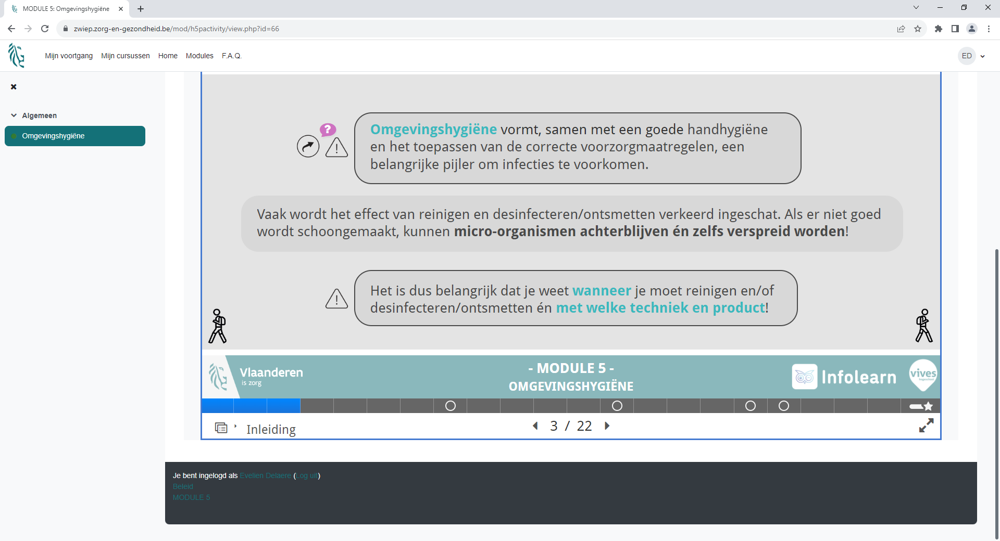 MODULE 5: Omgevingshygiëne
zwiep.zorg-en-gezondheid.be/mod/h5pactivity/view.php?id=66
Mijn voortgang Mijn cursussen Home Modules F.A.Q.
ED
Algemeen
Omgevingshygiëne
?
!
Omgevingshygiëne vormt, samen met een goede handhygiëne
en het toepassen van de correcte voorzorgmaatregelen, een
belangrijke pijler om infecties te voorkomen.
Vaak wordt het effect van reinigen en desinfecteren/ontsmetten verkeerd ingeschat. Als er niet goed
wordt schoongemaakt, kunnen micro-organismen achterblijven én zelfs verspreid worden!
!
Het is dus belangrijk dat je weet wanneer je moet reinigen en/of
desinfecteren/ontsmetten én met welke techniek en product!
Vlaanderen
is zorg
- MODULE 5 -
OMGEVINGSHYGIËNE
Infolearn
vives
hogeschool
Inleiding
3 / 22
Je bent ingelogd als Evelien Delaere (Log uit)
Beleid
MODULE 5